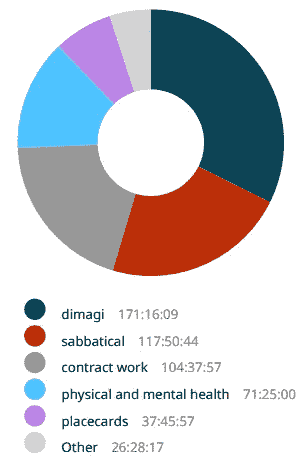 dimagi 171:16:09
sabbatical 117:50:44
contract work 104:37:57
physical and mental health 71:25:00
placecards 37:45:57
Other 26:28:17